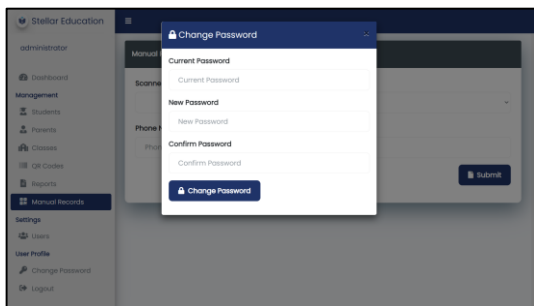 Stellar Education
administrator
Dashboard
Management
Students
Parents
Classes
QR Codes
Reports
Manual Records
Settings
Users
User Profile
Change Password
Logout
Manual
Scanne
Phone
Submit
Change Password
Current Password
Current Password
New Password
New Password
Confirm Password
Confirm Password
Change Password